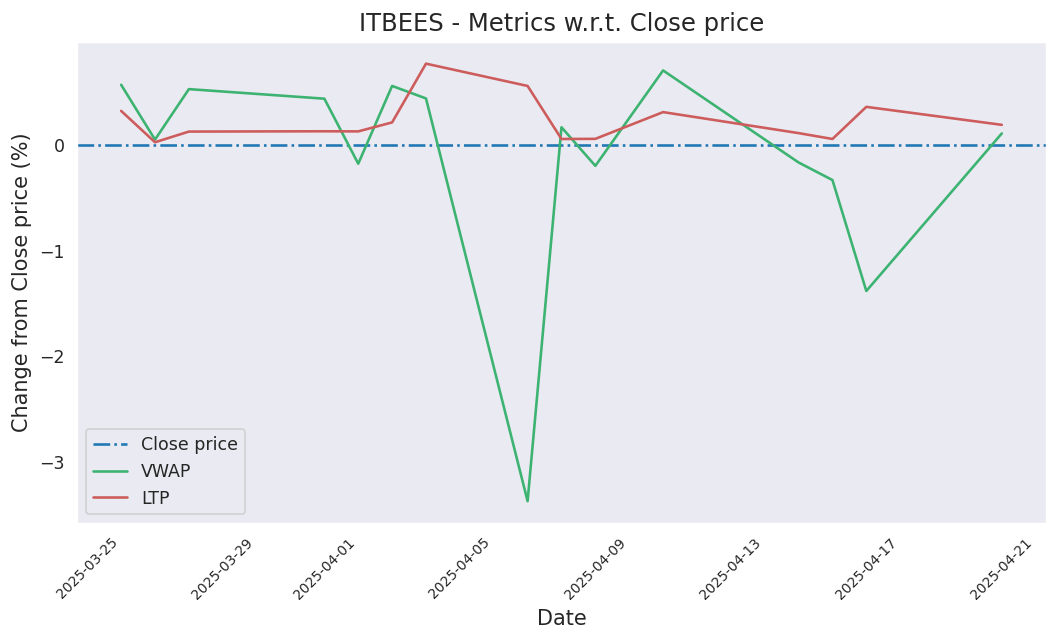 ITBEES - Metrics w.r.t. Close price
Change from Close price (%)
0
−1
−2
−3
Close price
VWAP
LTP
2025-03-25
2025-03-29
2025-04-01
2025-04-05
2025-04-09
2025-04-13
2025-04-17
2025-04-21
Date